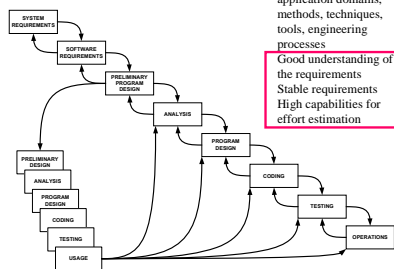 application domains,
methods, techniques,
tools, engineering
processes
Good understanding of
the requirements
Stable requirements
High capabilities for
effort estimation
SYSTEM
REQUIREMENTS
SOFTWARE
REQUIREMENTS
PRELIMINARY
PROGRAM
DESIGN
ANALYSIS
PROGRAM
DESIGN
CODING
TESTING
OPERATIONS
PRELIMINARY
DESIGN
ANALYSIS
PROGRAM
DESIGN
CODING
TESTING
USAGE